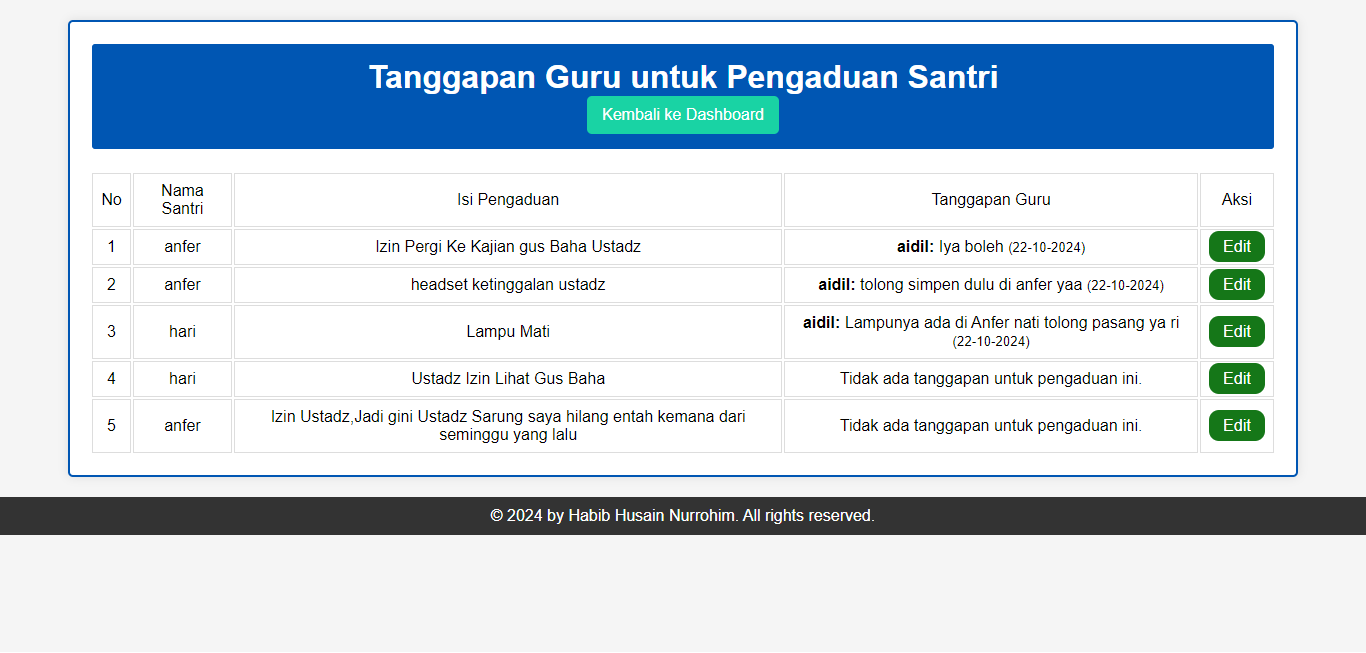 Tanggapan Guru untuk Pengaduan Santri
Kembali ke Dashboard
No Nama Santri Isi Pengaduan Tanggapan Guru Aksi
1 anfer Izin Pergi Ke Kajian gus Baha Ustadz aidil: Iya boleh (22-10-2024) Edit
2 anfer headset ketinggalan ustadz aidil: tolong simpen dulu di anfer yaa (22-10-2024) Edit
3 hari Lampu Mati aidil: Lampunya ada di Anfer nati tolong pasang ya ri (22-10-2024) Edit
4 hari Ustadz Izin Lihat Gus Baha Tidak ada tanggapan untuk pengaduan ini. Edit
5 anfer Izin Ustadz,Jadi gini Ustadz Sarung saya hilang entah kemana dari seminggu yang lalu Tidak ada tanggapan untuk pengaduan ini. Edit
© 2024 by Habib Husain Nurrohim. All rights reserved.